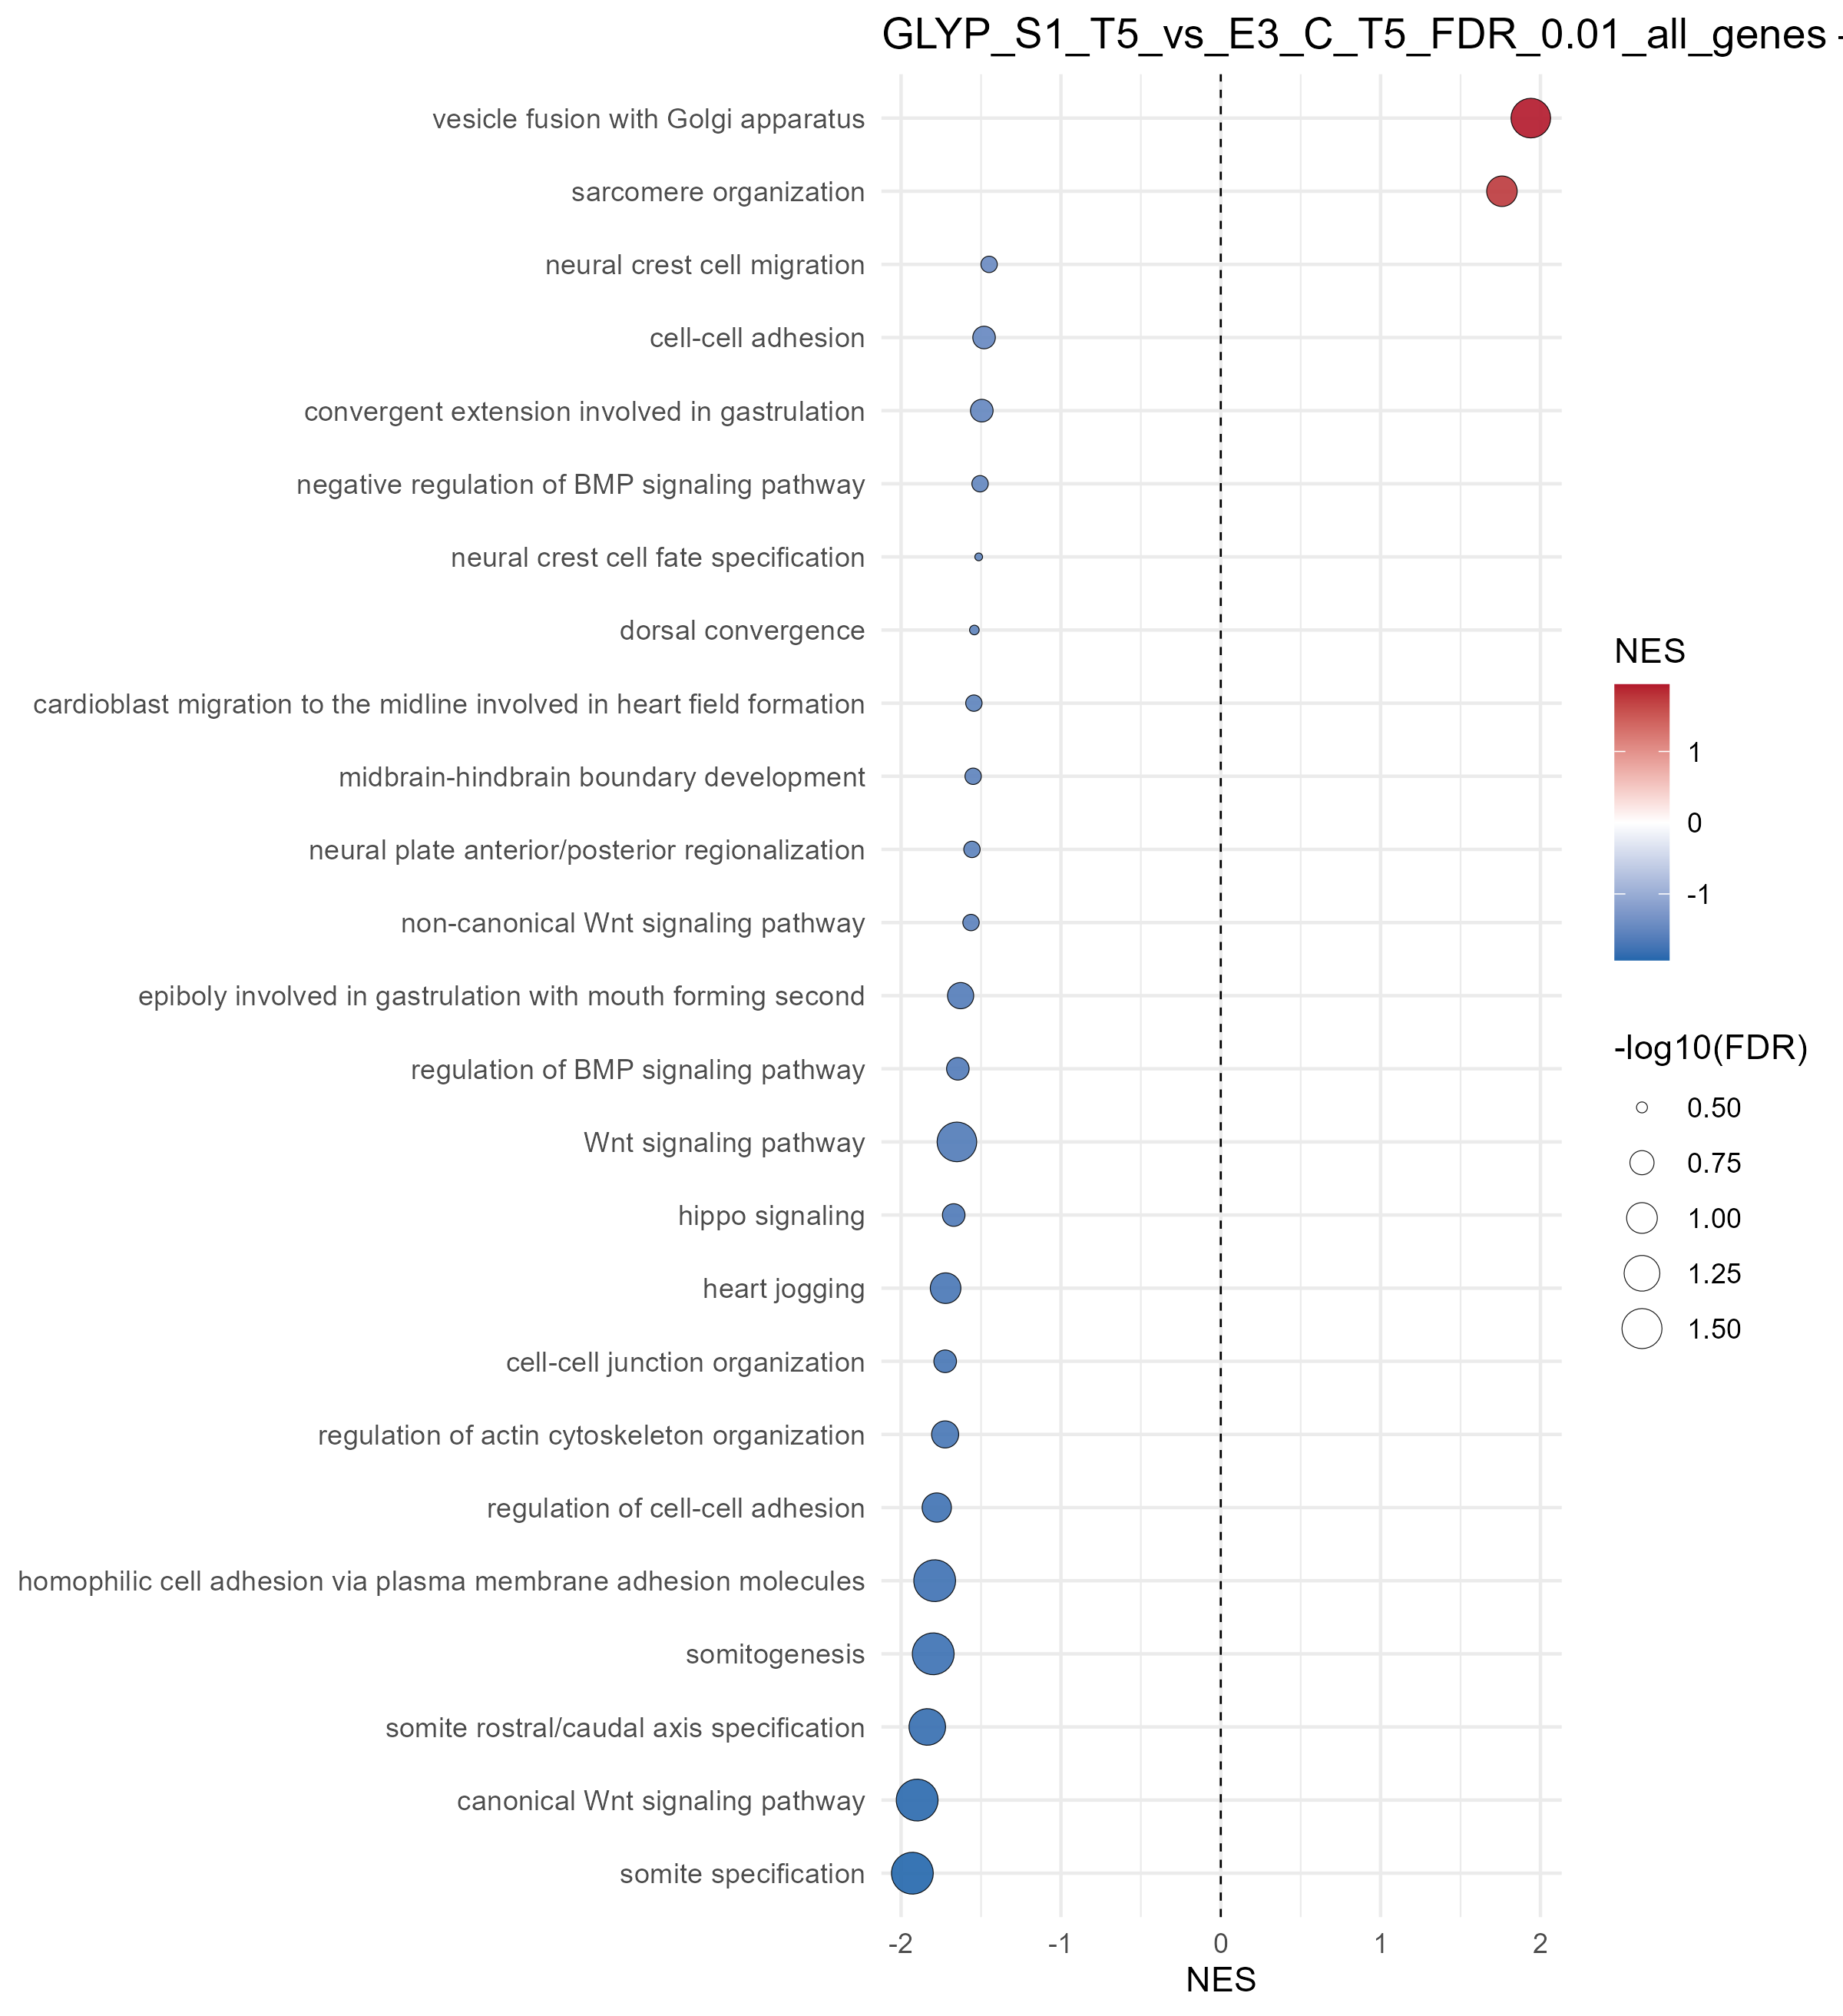 GLYP_S1_T5_vs_E3_C_T5_FDR_0.01_all_genes -
vesicle fusion with Golgi apparatus
sarcomere organization
neural crest cell migration
cell-cell adhesion
convergent extension involved in gastrulation
negative regulation of BMP signaling pathway
neural crest cell fate specification
dorsal convergence
cardioblast migration to the midline involved in heart field formation
midbrain-hindbrain boundary development
neural plate anterior/posterior regionalization
non-canonical Wnt signaling pathway
epiboly involved in gastrulation with mouth forming second
regulation of BMP signaling pathway
Wnt signaling pathway
hippo signaling
heart jogging
cell-cell junction organization
regulation of actin cytoskeleton organization
regulation of cell-cell adhesion
homophilic cell adhesion via plasma membrane adhesion molecules
somitogenesis
somite rostral/caudal axis specification
canonical Wnt signaling pathway
somite specification
-2 -1 0 1 2
NES
NES
1
0
-1
-log10(FDR)
0.50
0.75
1.00
1.25
1.50